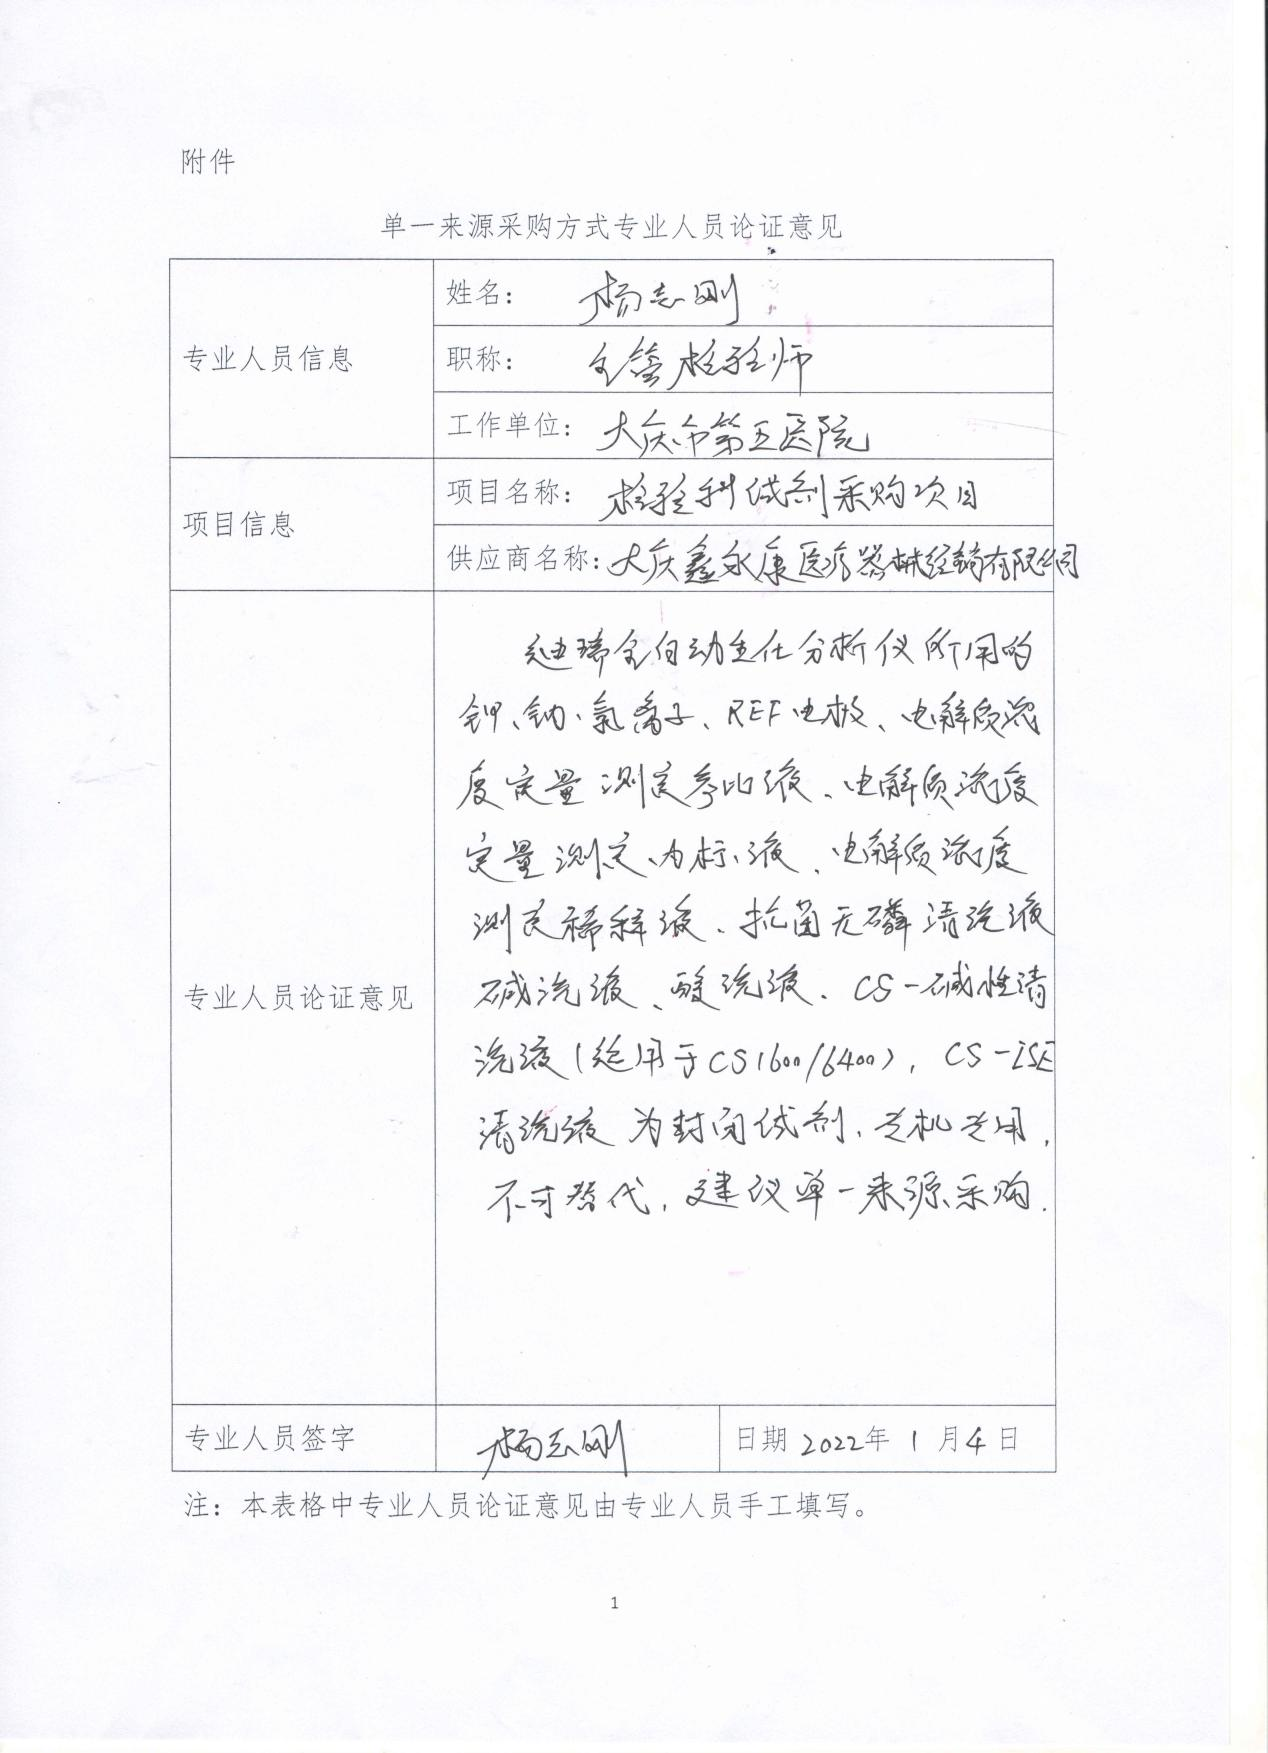 附件
单一来源采购方式专业人员论证意见
专业人员信息
姓名： 杨志刚
职称： 主管检验师
工作单位： 大庆市第五医院
项目信息
项目名称： 检验科试剂采购项目
供应商名称：大庆鑫永康医疗器械经销有限公司
专业人员论证意见
迪瑞全自动生化分析仪所用的
钾、钠、氯离子、REF电极、电解质浓
度定量测定参比液、电解质浓度
定量测定内标液、电解质浓度
测定稀释液、抗菌无磷清洗液
碱洗液、酸洗液、CS-碱性清
洗液(适用于CS1600/6400)，CS-ISE
清洗液为封闭试剂，专机专用，
不可替代，建议单一来源采购.
专业人员签字 杨志刚 日期 2022年 1 月 4 日
注：本表格中专业人员论证意见由专业人员手工填写。
1